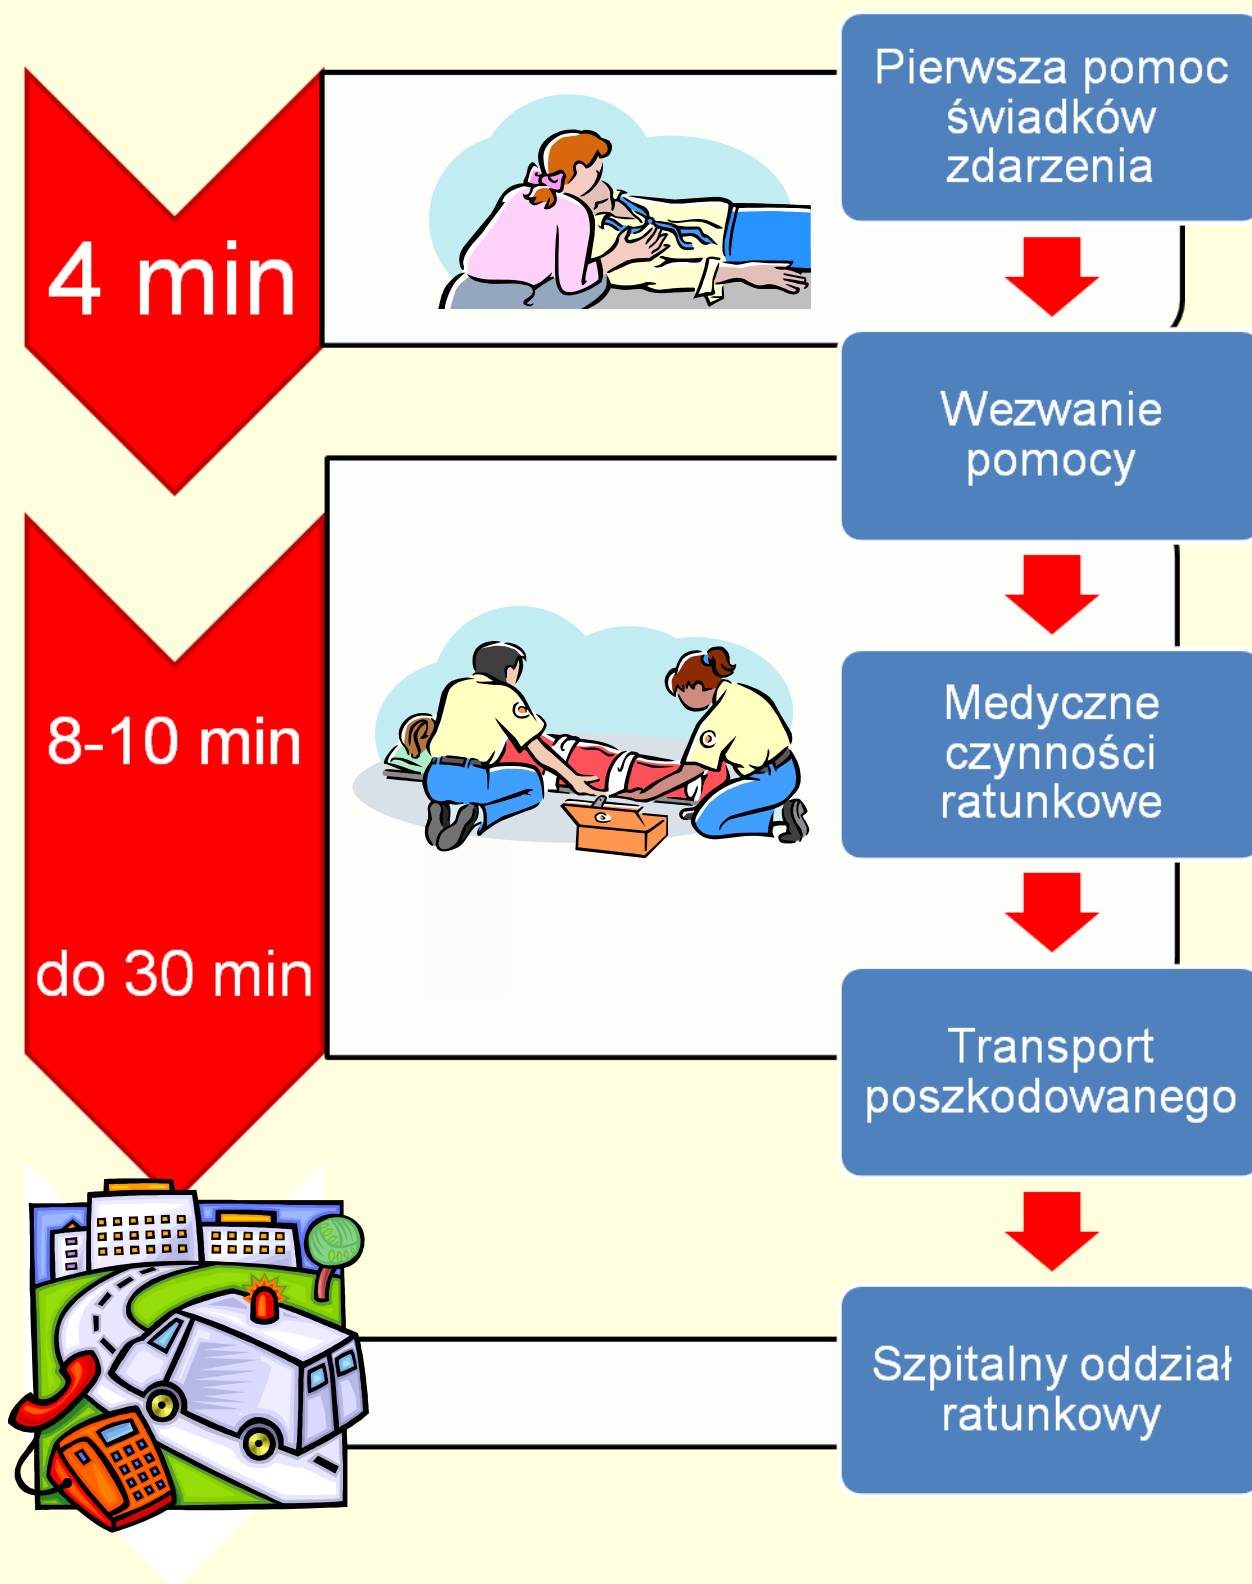 Pierwsza pomoc
świadków
zdarzenia
4 min
Wezwanie
pomocy
8-10 min
Medyczne
czynności
ratunkowe
do 30 min
Transport
poszkodowanego
Szpitalny oddział
ratunkowy